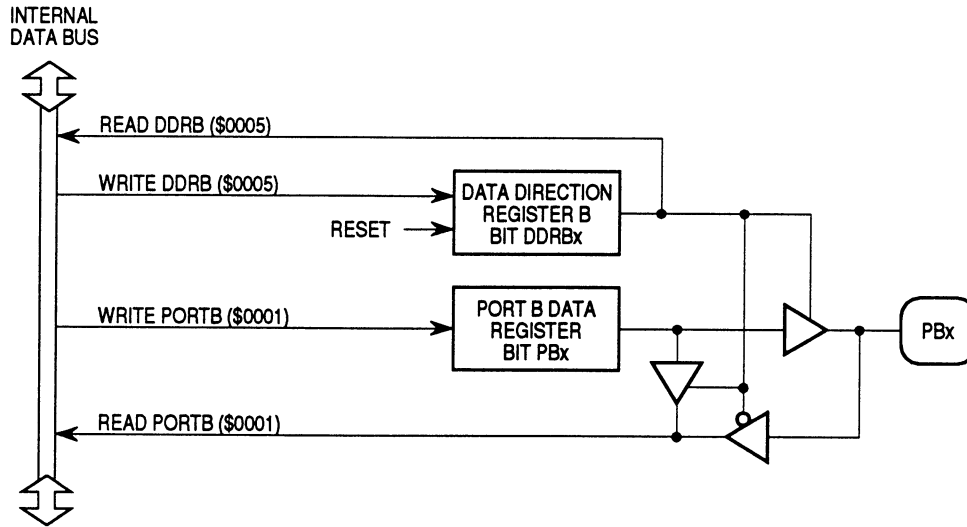 INTERNAL
DATA BUS
READ DDRB ($0005)
WRITE DDRB ($0005)
RESET
DATA DIRECTION
REGISTER B
BIT DDRBx
WRITE PORTB ($0001)
PORT B DATA
REGISTER
BIT PBx
PBx
READ PORTB ($0001)